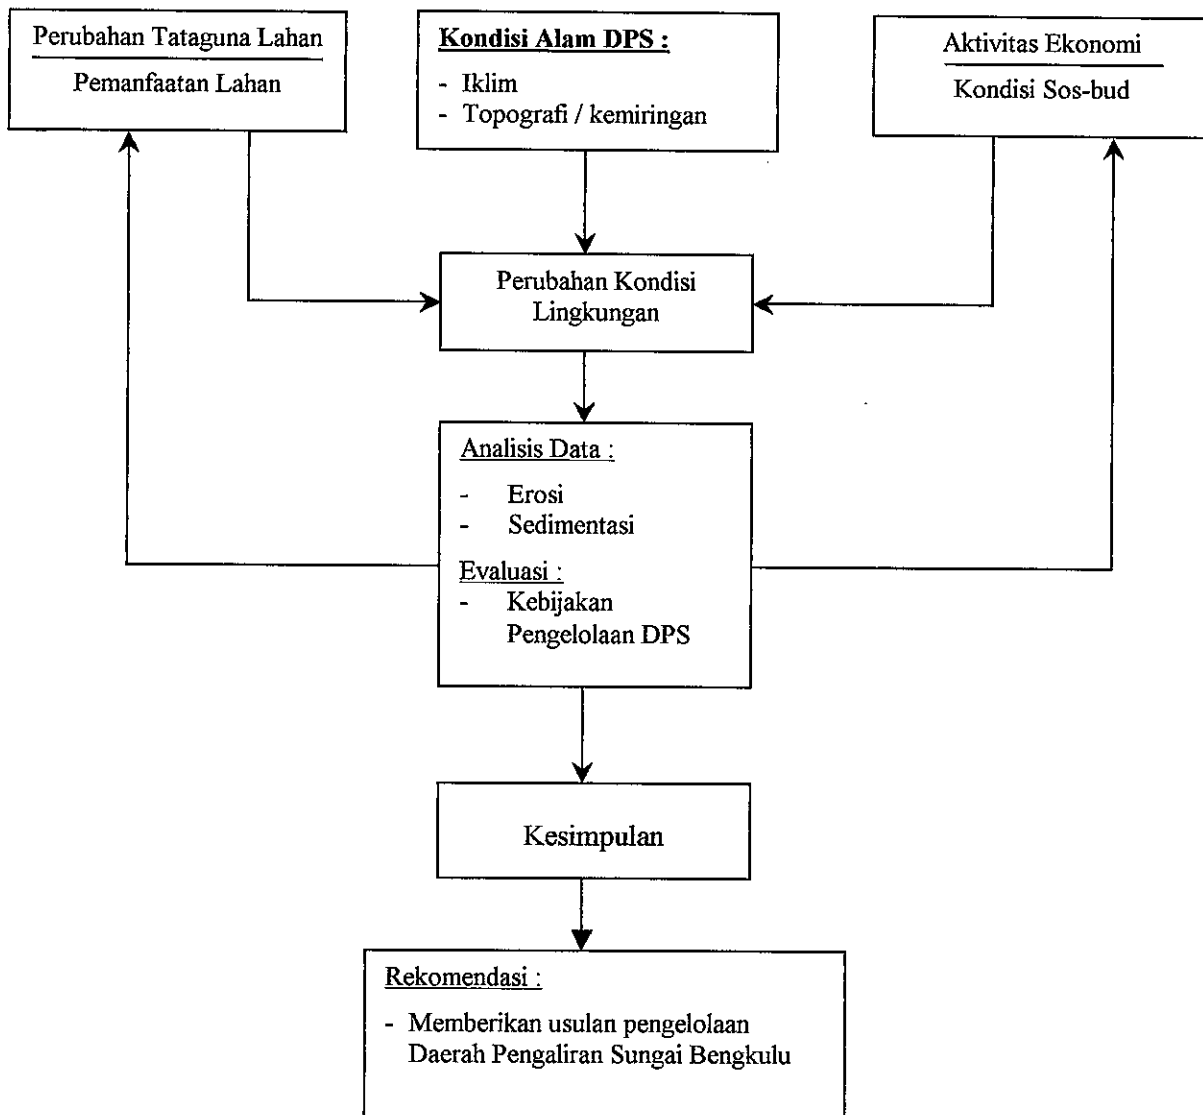 Perubahan Tataguna Lahan
Pemanfaatan Lahan
Kondisi Alam DPS :
- Iklim
- Topografi / kemiringan
Aktivitas Ekonomi
Kondisi Sos-bud
Perubahan Kondisi
Lingkungan
Analisis Data :
- Erosi
- Sedimentasi
Evaluasi :
- Kebijakan
Pengelolaan DPS
Kesimpulan
Rekomendasi :
- Memberikan usulan pengelolaan
Daerah Pengaliran Sungai Bengkulu